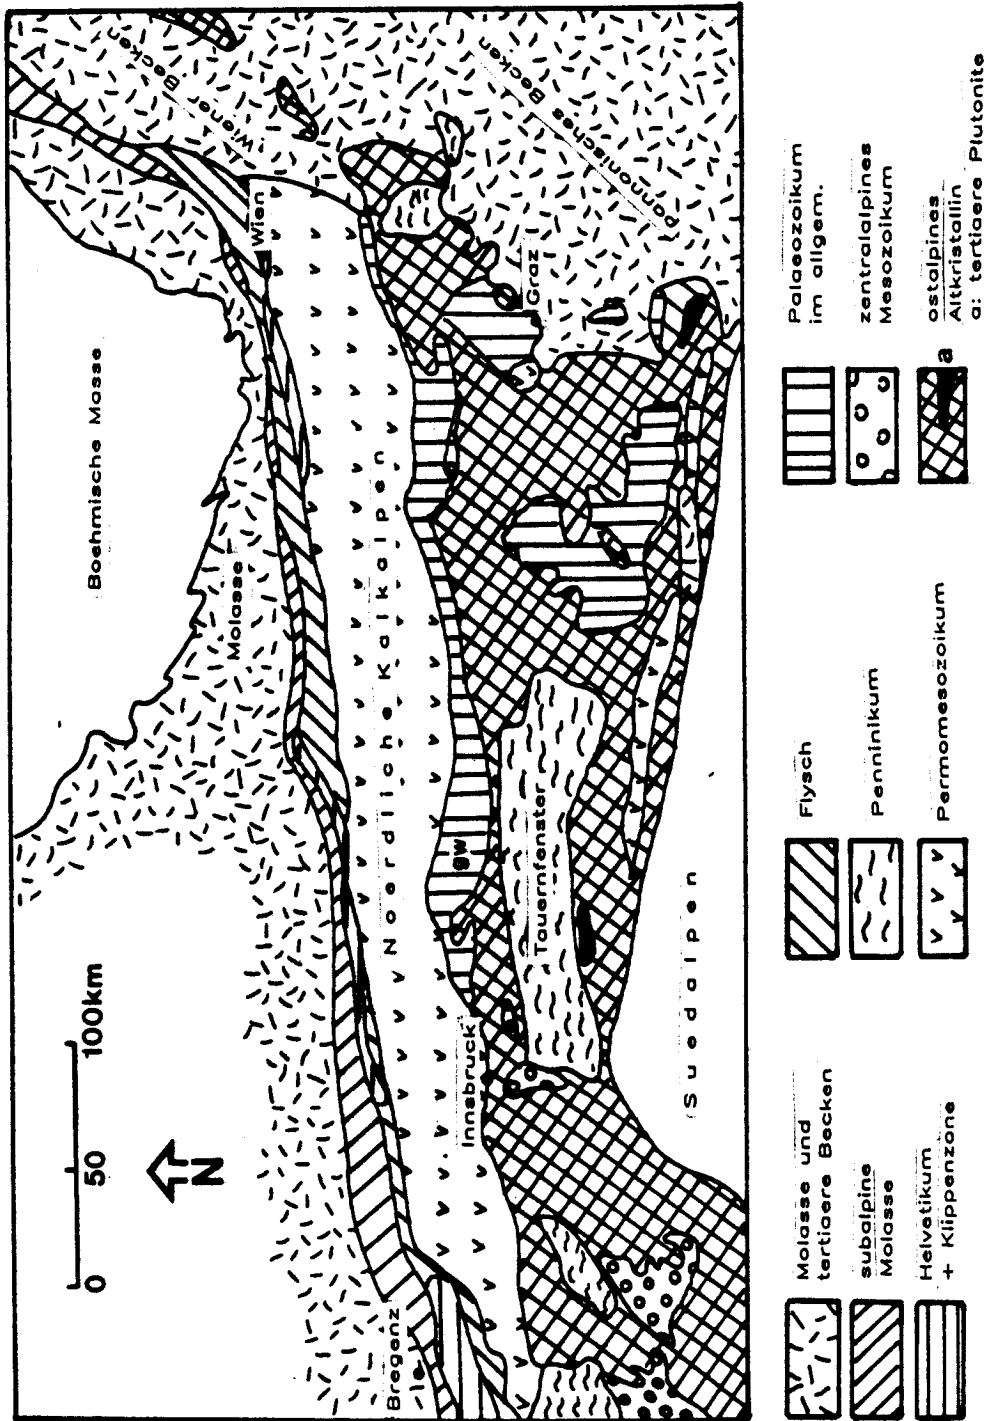 Boehmische Masse
Molasse
Wiener Becken
Wien
pannonisches Becken
Noerdliche Kalkalpen
Graz
gw
Tauernfenster
Innsbruck
Bregenz
Suedalpen
0 50 100km
N
Molasse und
tertiaere Becken
subalpine
Molasse
Helvetikum
+ Klippenzone
Flysch
Penninikum
Permomesozoikum
Palaeozoikum
im allgem.
zentralalpines
Mesozoikum
ostalpines
Altkristallin
a: tertiaere Plutonite
a